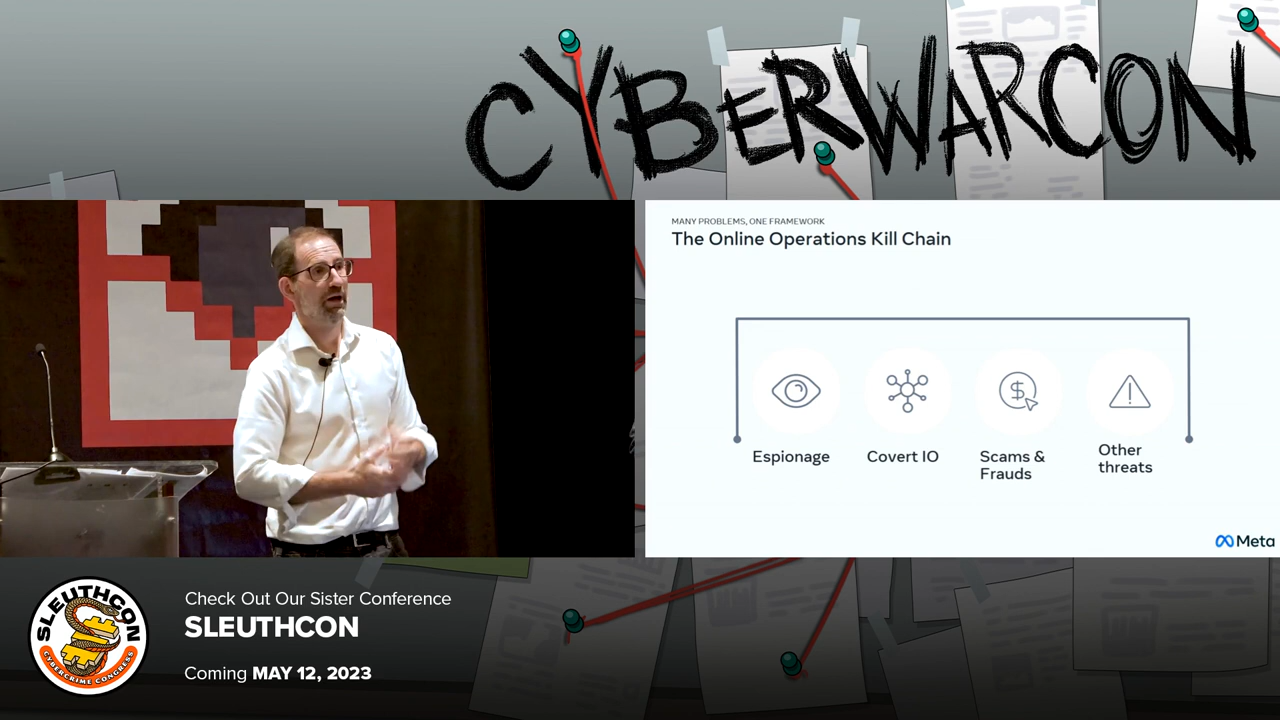 CYBERWARCON
MANY PROBLEMS, ONE FRAMEWORK
The Online Operations Kill Chain
Espionage
Covert IO
Scams &
Frauds
Other
threats
Meta
SLEUTHCON
CYBERCRIME CONGRESS
Check Out Our Sister Conference
SLEUTHCON
Coming MAY 12, 2023